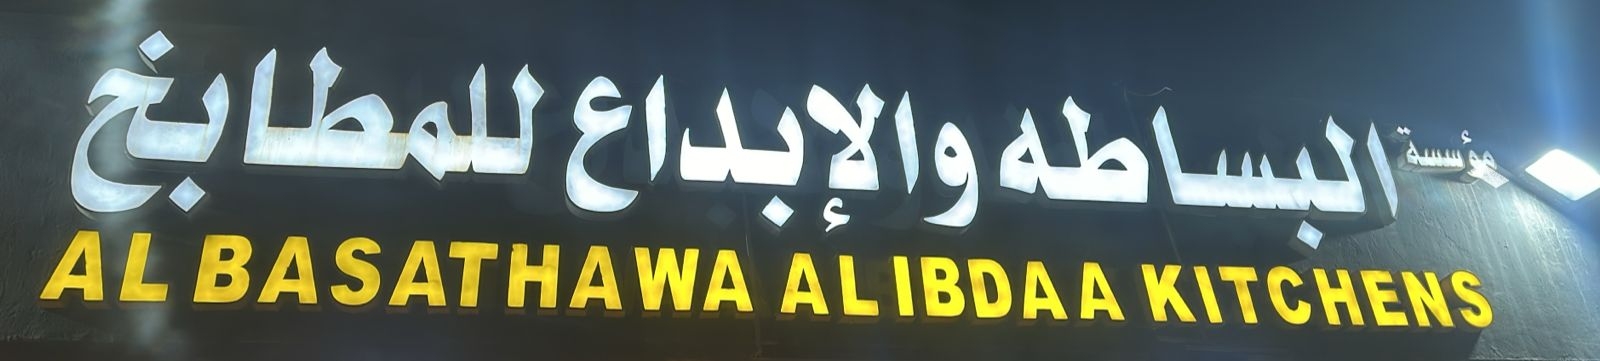 مؤسسة البساطه والإبداع للمطابخ
AL BASATHAWA ALIBDAA KITCHENS